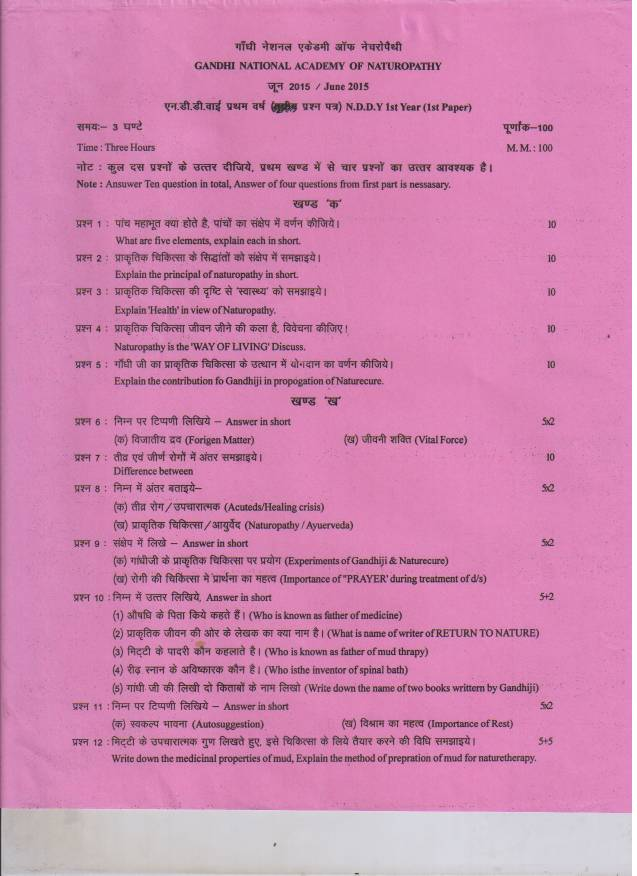 गाँधी नेशनल एकेडमी ऑफ नेचरोपैथी
GANDHI NATIONAL ACADEMY OF NATUROPATHY
जून 2015 / June 2015
एन.डी.डी.वाई प्रथम वर्ष ( प्रश्न पत्र) N.D.D.Y 1st Year (1st Paper)
समयः– 3 घण्टे पूर्णांक–100
Time : Three Hours M. M. : 100
नोट : कुल दस प्रश्नों के उत्तर दीजिये, प्रथम खण्ड में से चार प्रश्नों का उत्तर आवश्यक है।
Note : Ansuwer Ten question in total, Answer of four questions from first part is nessasary.
खण्ड 'क'
प्रश्न 1 : पांच महाभूत क्या होते है, पांचों का संक्षेप में वर्णन कीजिये। 10
What are five elements, explain each in short.
प्रश्न 2 : प्राकृतिक चिकित्सा के सिद्धांतों को संक्षेप में समझाइये। 10
Explain the principal of naturopathy in short.
प्रश्न 3 : प्राकृतिक चिकित्सा की दृष्टि से 'स्वास्थ्य' को समझाइये। 10
Explain 'Health' in view of Naturopathy.
प्रश्न 4 : प्राकृतिक चिकित्सा जीवन जीने की कला है, विवेचना कीजिए! 10
Naturopathy is the 'WAY OF LIVING' Discuss.
प्रश्न 5 : गाँधी जी का प्राकृतिक चिकित्सा के उत्थान में योगदान का वर्णन कीजिये। 10
Explain the contribution fo Gandhiji in propogation of Naturecure.
खण्ड 'ख'
प्रश्न 6 : निम्न पर टिप्पणी लिखिये – Answer in short 5x2
(क) विजातीय द्रव (Forigen Matter) (ख) जीवनी शक्ति (Vital Force)
प्रश्न 7 : तीव्र एवं जीर्ण रोगों में अंतर समझाइये। 10
Difference between
प्रश्न 8 : निम्न में अंतर बताइये– 5x2
(क) तीव्र रोग/उपचारात्मक (Acuteds/Healing crisis)
(ख) प्राकृतिक चिकित्सा/आयुर्वेद (Naturopathy / Ayuerveda)
प्रश्न 9 : संक्षेप में लिखे – Answer in short 5x2
(क) गांधीजी के प्राकृतिक चिकित्सा पर प्रयोग (Experiments of Gandhiji & Naturecure)
(ख) रोगी की चिकित्सा मे प्रार्थना का महत्व (Importance of "PRAYER' during treatment of d/s)
प्रश्न 10 : निम्न में उत्तर लिखिये, Answer in short 5+2
(1) औषधि के पिता किये कहते हैं। (Who is known as father of medicine)
(2) प्राकृतिक जीवन की ओर के लेखक का क्या नाम है। (What is name of writer of RETURN TO NATURE)
(3) मिट्टी के पादरी कौन कहलाते है। (Who is known as father of mud thrapy)
(4) रीढ़ स्नान के अविष्कारक कौन है। (Who isthe inventor of spinal bath)
(5) गांधी जी की लिखी दो किताबों के नाम लिखो (Write down the name of two books writtern by Gandhiji)
प्रश्न 11 : निम्न पर टिप्पणी लिखिये – Answer in short 5x2
(क) स्वकल्प भावना (Autosuggestion) (ख) विश्राम का महत्व (Importance of Rest)
प्रश्न 12 : मिट्टी के उपचारात्मक गुण लिखते हुए, इसे चिकित्सा के लिये तैयार करने की विधि समझाइये। 5+5
Write down the medicinal properties of mud, Explain the method of prepration of mud for naturetherapy.